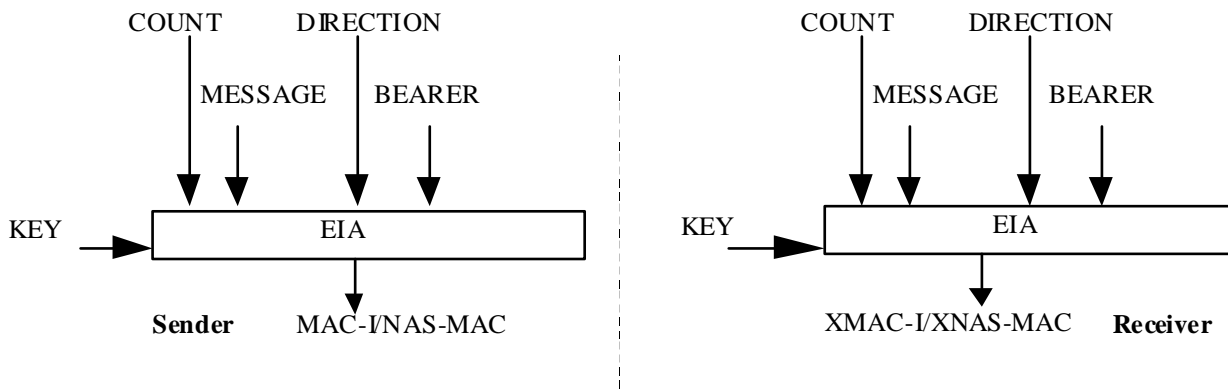 COUNT DIRECTION COUNT DIRECTION
MESSAGE BEARER MESSAGE BEARER
KEY EIA KEY EIA
Sender MAC-I/NAS-MAC XMAC-I/XNAS-MAC Receiver